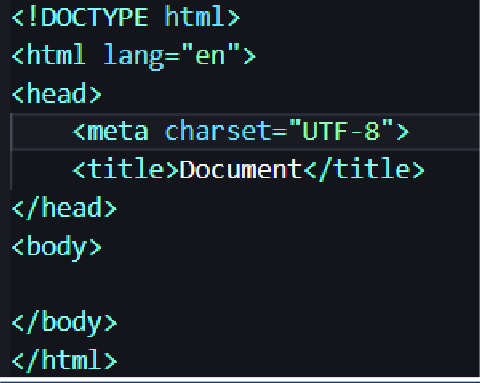 <!DOCTYPE html>
<html lang="en">
<head>
    <meta charset="UTF-8">
    <title>Document</title>
</head>
<body>

</body>
</html>